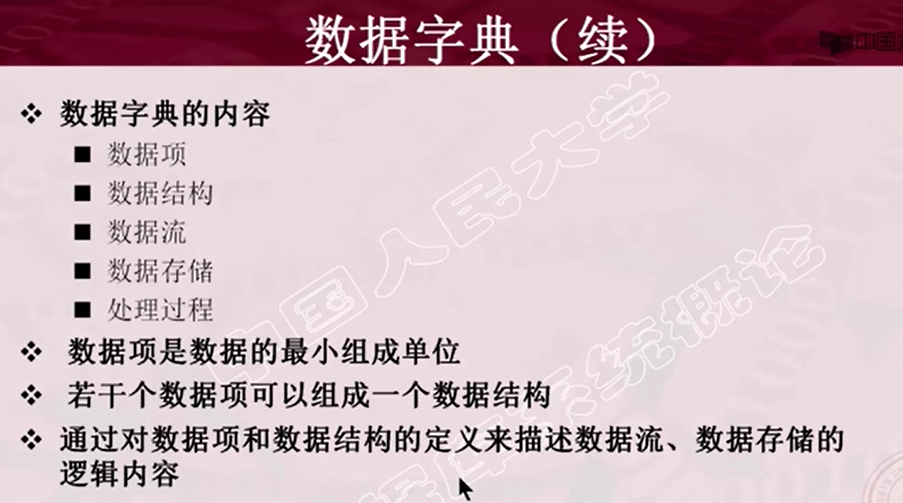 数据字典（续）
中国
❖ 数据字典的内容
■ 数据项
■ 数据结构
■ 数据流
■ 数据存储
■ 处理过程
❖ 数据项是数据的最小组成单位
❖ 若干个数据项可以组成一个数据结构
❖ 通过对数据项和数据结构的定义来描述数据流、数据存储的
逻辑内容
中国人民大学
据库系统概论